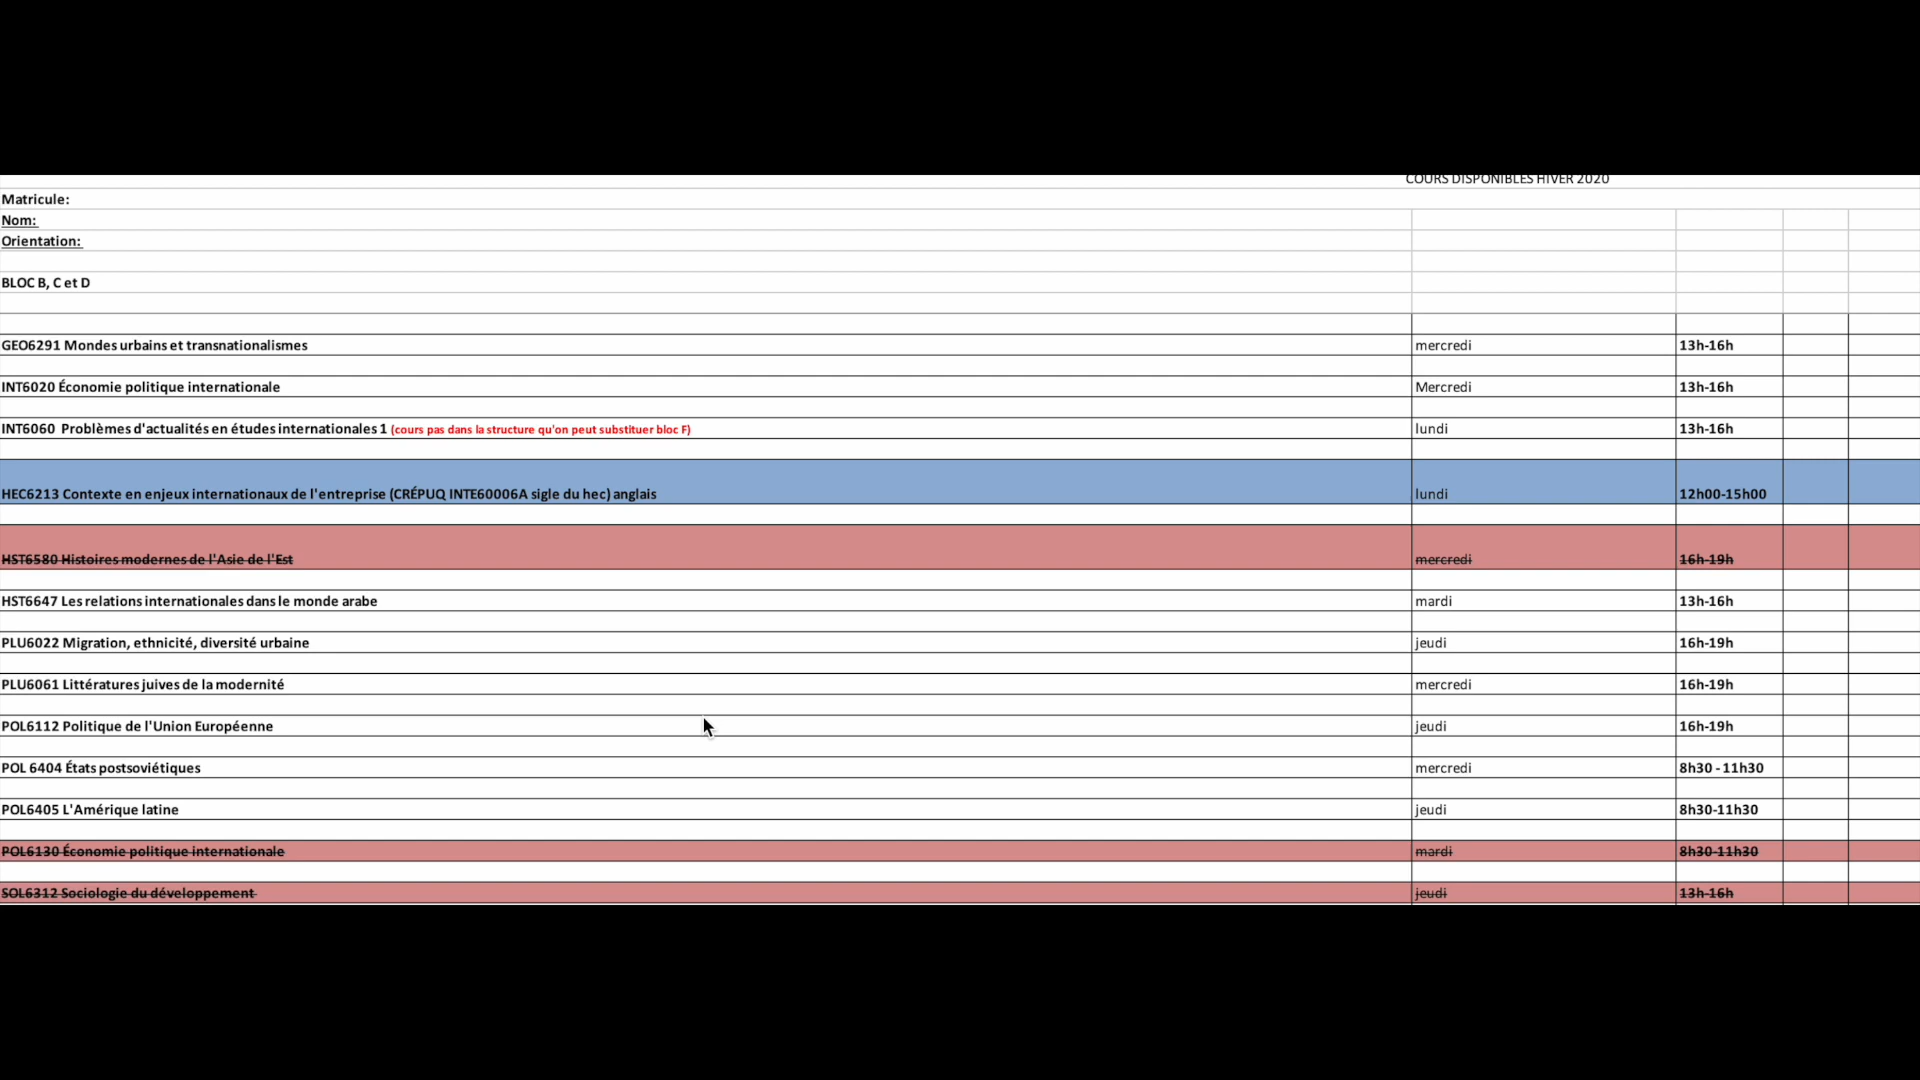 COURS DISPONIBLES HIVER 2020
Matricule:
Nom:
Orientation:
BLOC B, C et D
GEO6291 Mondes urbains et transnationalismes mercredi 13h-16h
INT6020 Économie politique internationale Mercredi 13h-16h
INT6060 Problèmes d'actualités en études internationales 1 (cours pas dans la structure qu'on peut substituer bloc F) lundi 13h-16h
HEC6213 Contexte en enjeux internationaux de l'entreprise (CRÉPUQ INTE60006A sigle du hec) anglais lundi 12h00-15h00
HST6580 Histoires modernes de l'Asie de l'Est mercredi 16h-19h
HST6647 Les relations internationales dans le monde arabe mardi 13h-16h
PLU6022 Migration, ethnicité, diversité urbaine jeudi 16h-19h
PLU6061 Littératures juives de la modernité mercredi 16h-19h
POL6112 Politique de l'Union Européenne jeudi 16h-19h
POL 6404 États postsoviétiques mercredi 8h30 - 11h30
POL6405 L'Amérique latine jeudi 8h30-11h30
POL6130 Économie politique internationale mardi 8h30-11h30
SOL6312 Sociologie du développement jeudi 13h-16h